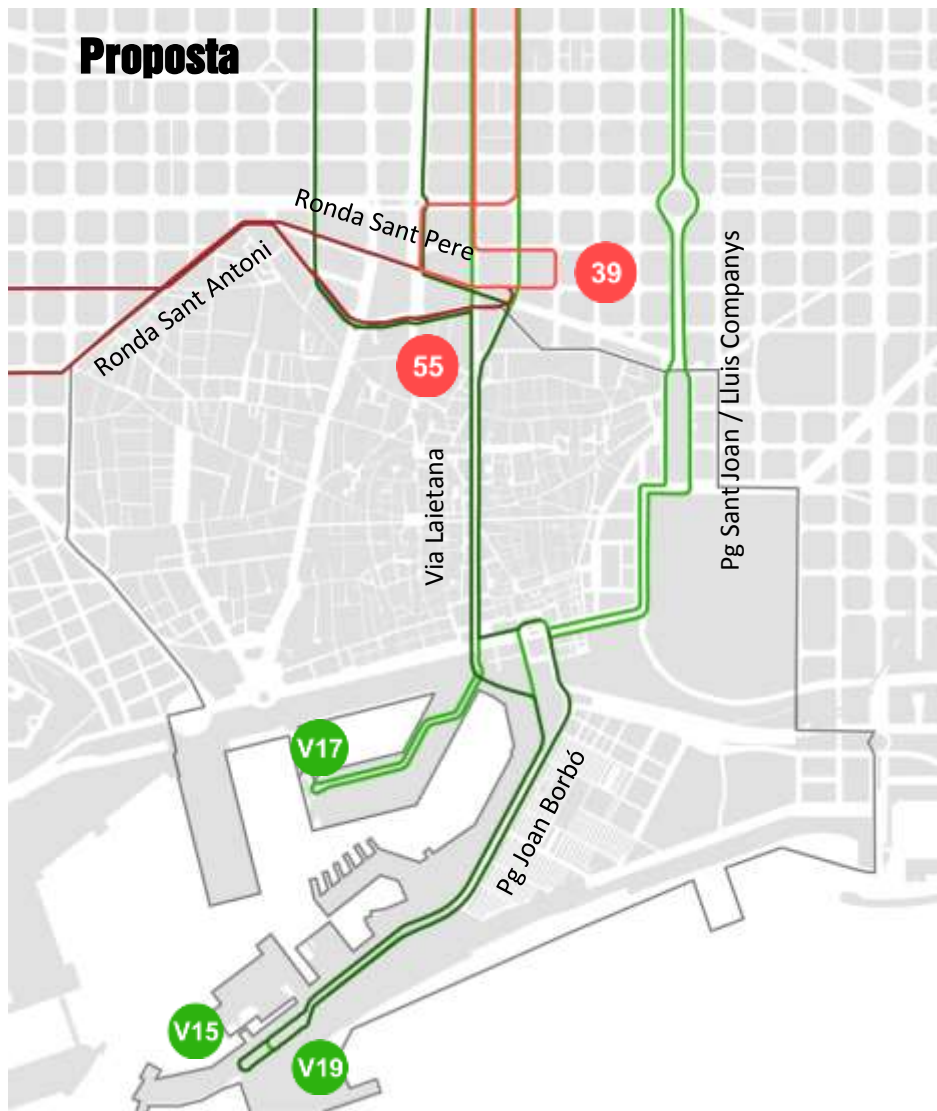 Proposta
Ronda Sant Pere
Ronda Sant Antoni
39
55
Pg Sant Joan / Lluis Companys
Via Laietana
V17
Pg Joan Borbó
V15
V19